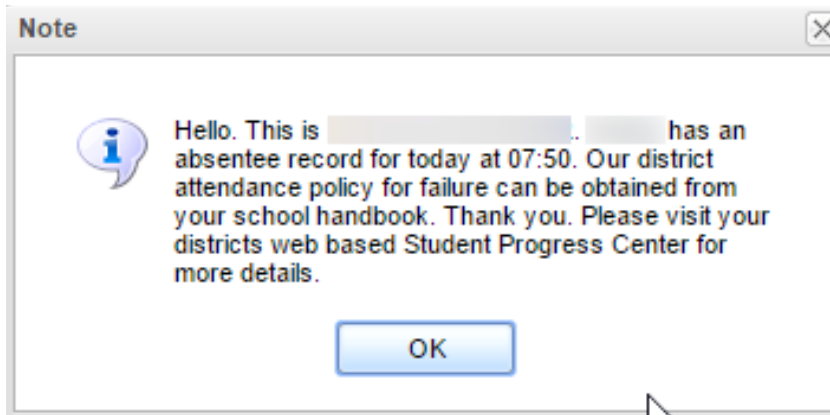 Note
Hello. This is . has an
absentee record for today at 07:50. Our district
attendance policy for failure can be obtained from
your school handbook. Thank you. Please visit your
districts web based Student Progress Center for
more details.
OK